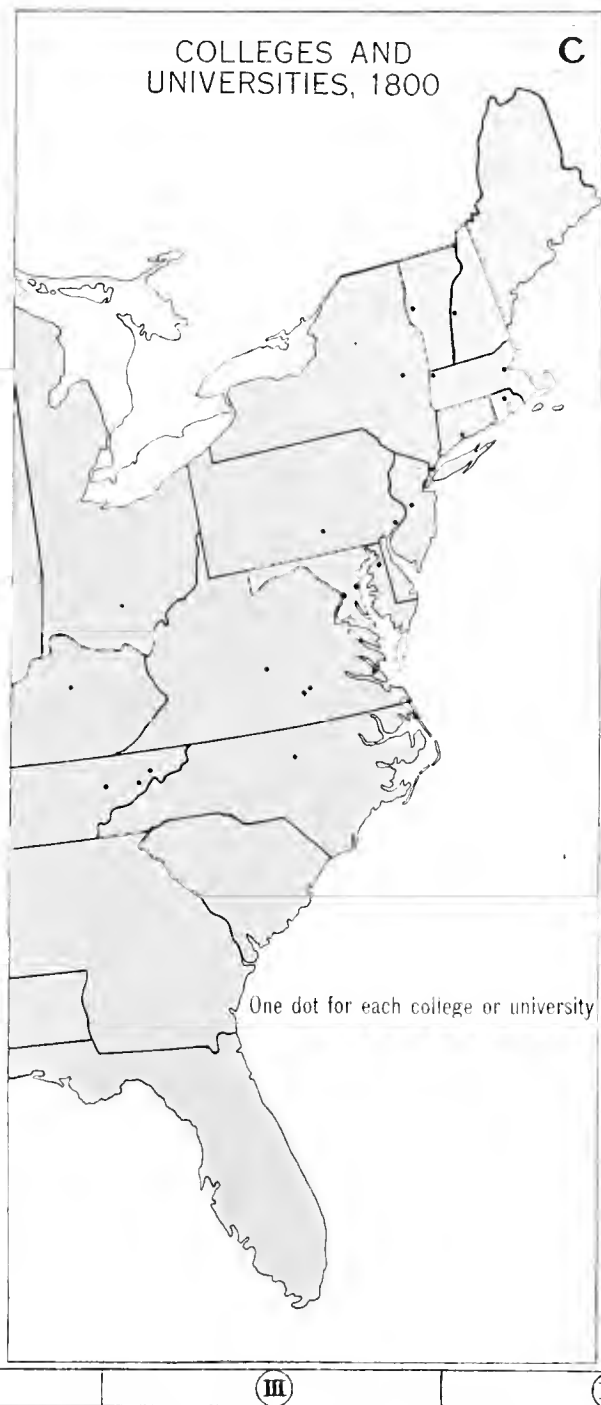 COLLEGES AND
UNIVERSITIES, 1800
C
One dot for each college or university
III